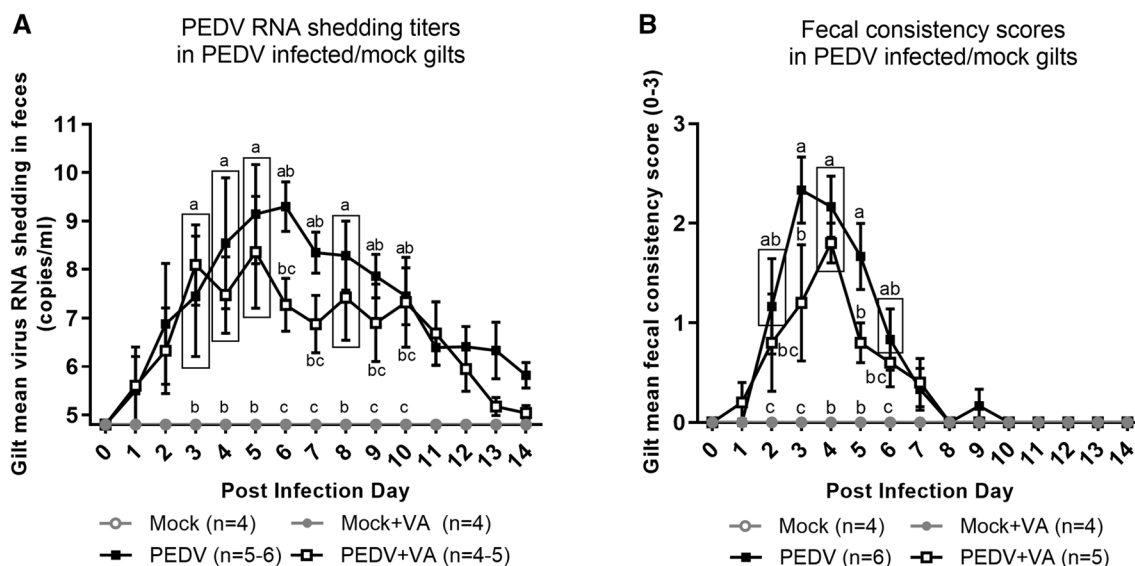 A
PEDV RNA shedding titers
in PEDV infected/mock gilts
Gilt mean virus RNA shedding in feces
(copies/ml)
11
10
9
8
7
6
5
a
a
a
ab
ab
a
ab
ab
bc
bc
bc
bc
b
b
b
c
c
b
c
c
0 1 2 3 4 5 6 7 8 9 10 11 12 13 14
Post Infection Day
Mock (n=4) Mock+VA (n=4)
PEDV (n=5-6) PEDV+VA (n=4-5)
B
Fecal consistency scores
in PEDV infected/mock gilts
Gilt mean fecal consistency score (0-3)
3
2
1
0
ab
a
a
a
ab
b
bc
b
bc
c
c
b
b
c
0 1 2 3 4 5 6 7 8 9 10 11 12 13 14
Post Infection Day
Mock (n=4) Mock+VA (n=4)
PEDV (n=6) PEDV+VA (n=5)